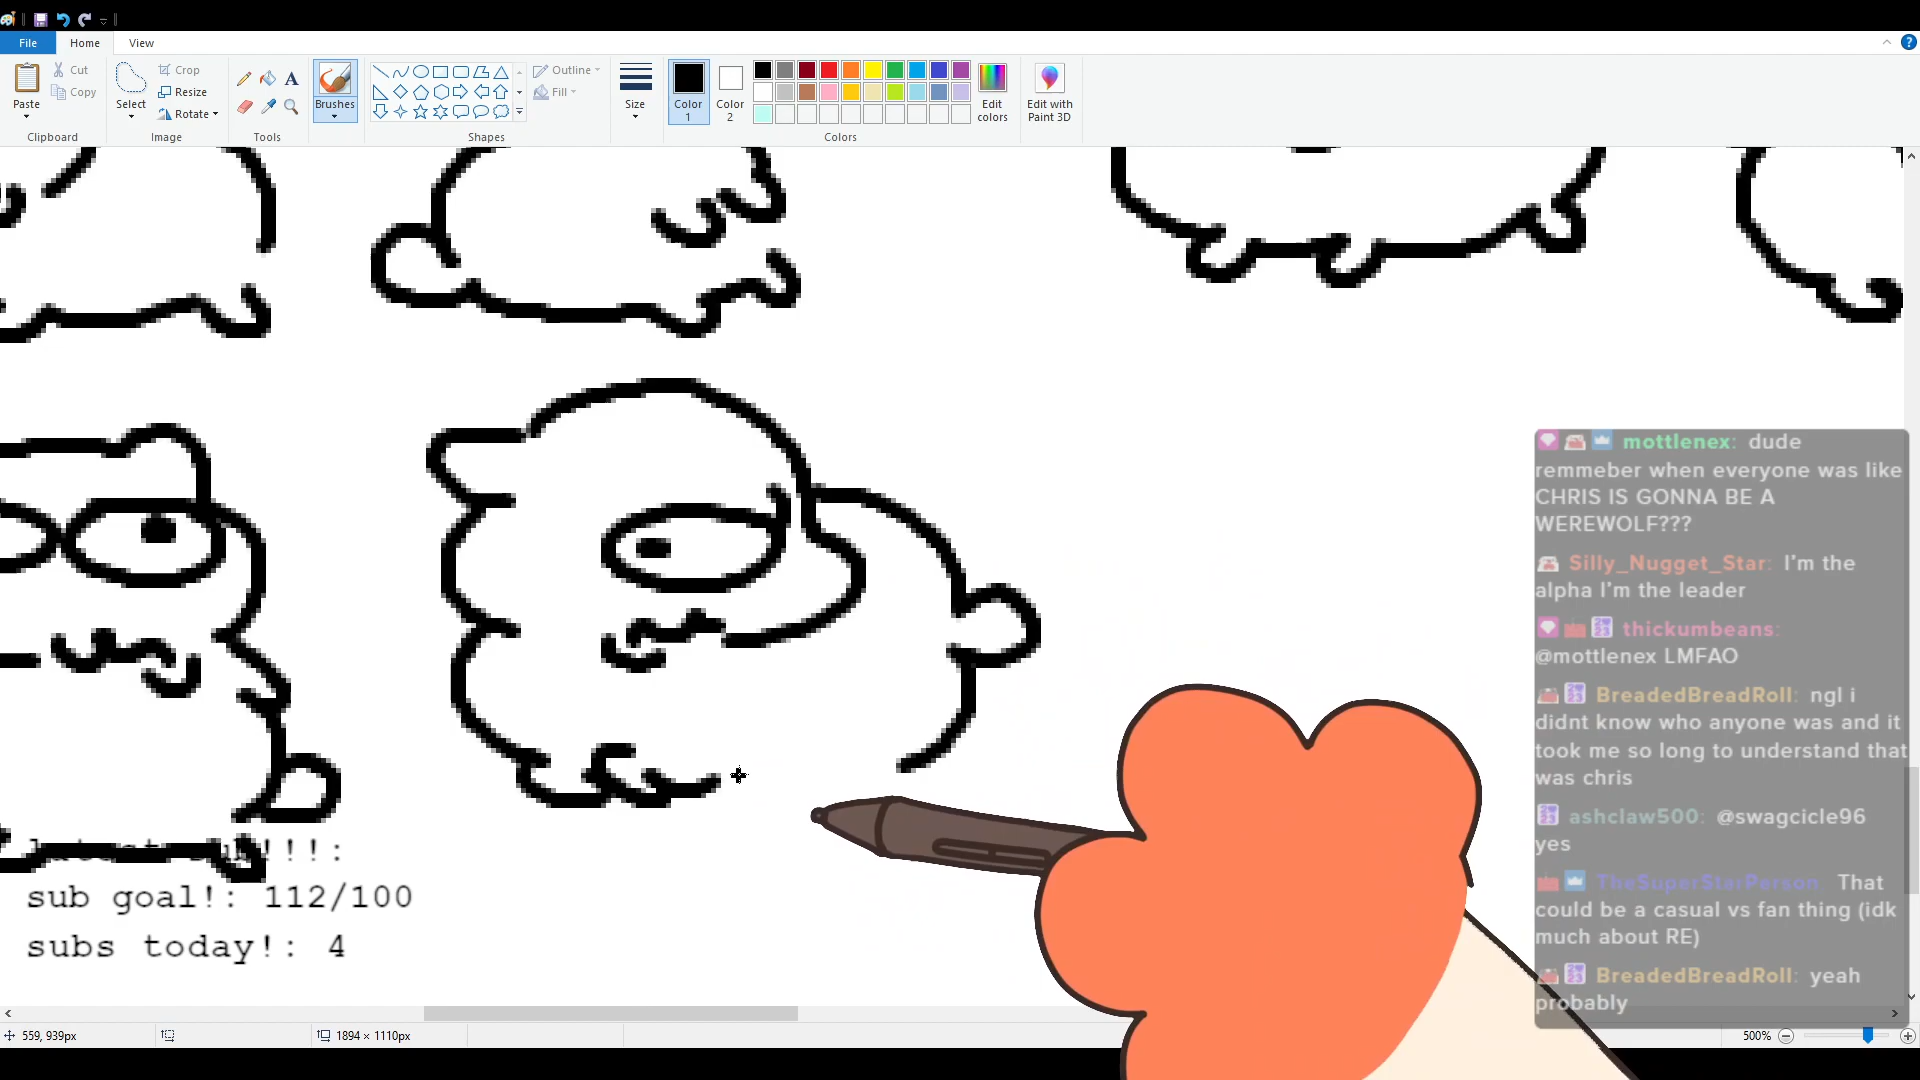 File
Home
View
Paste
Cut
Copy
Clipboard
Select
Crop
Resize
Rotate
Image
A
Tools
Brushes
Shapes
Outline
Fill
Size
Color
1
Color
2
Colors
Edit
colors
Edit with
Paint 3D
mottlenex: dude
remmeber when everyone was like
CHRIS IS GONNA BE A
WEREWOLF???
Silly_Nugget_Star: I'm the
alpha I'm the leader
thickumbeans:
@mottlenex LMFAO
BreadedBreadRoll: ngl i
didnt know who anyone was and it
took me so long to understand that
was chris
ashclaw500: @swagcicle96
yes
TheSuperStarPerson That
could be a casual vs fan thing (idk
much about RE)
BreadedBreadRoll: yeah
probably
latest sub!!!:
sub goal!: 112/100
subs today!: 4
559, 939px
1894 × 1110px
500%